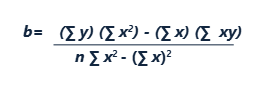 b= (∑ y) (∑ x²) - (∑ x) (∑ xy)
n ∑ x² - (∑ x)²